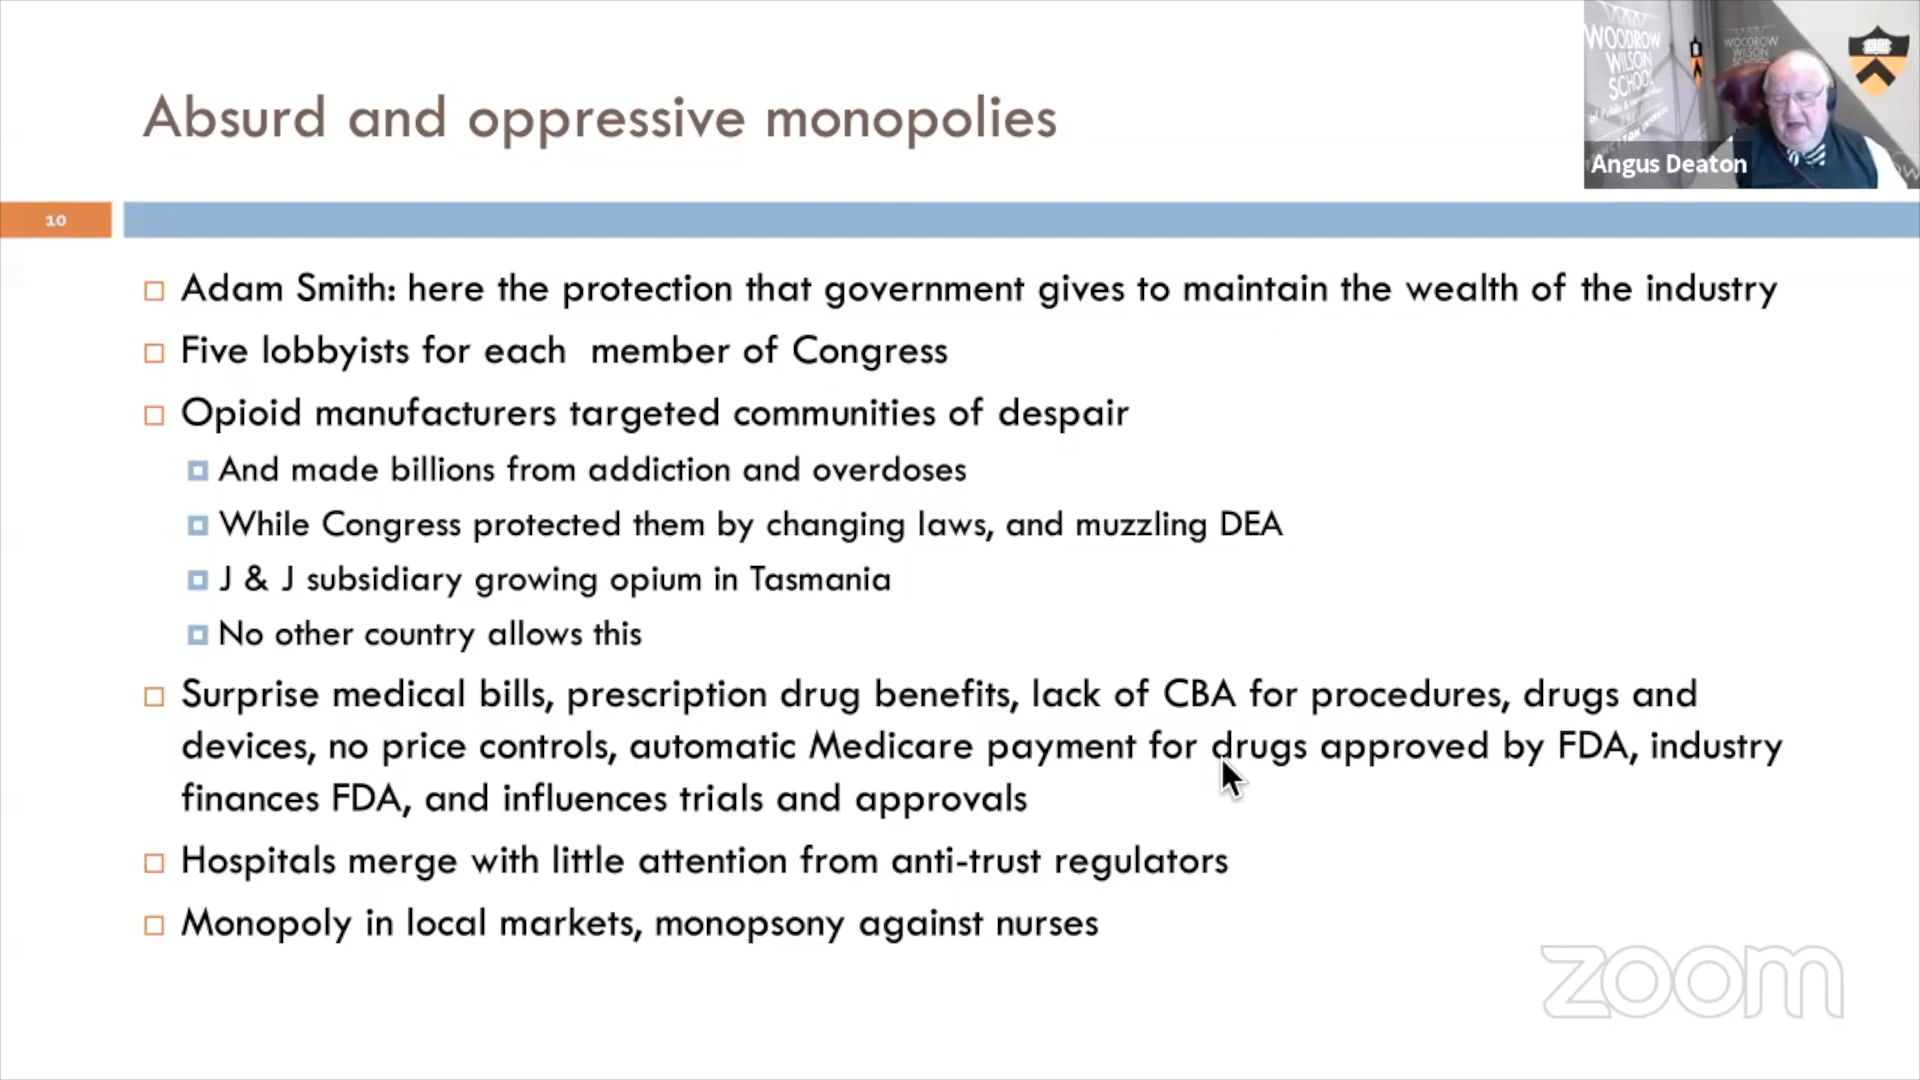 Absurd and oppressive monopolies
WOODROW
WILSON
SCHOOL
WOODROW
WILSON
Angus Deaton
10
Adam Smith: here the protection that government gives to maintain the wealth of the industry
Five lobbyists for each member of Congress
Opioid manufacturers targeted communities of despair
And made billions from addiction and overdoses
While Congress protected them by changing laws, and muzzling DEA
J & J subsidiary growing opium in Tasmania
No other country allows this
Surprise medical bills, prescription drug benefits, lack of CBA for procedures, drugs and
devices, no price controls, automatic Medicare payment for drugs approved by FDA, industry
finances FDA, and influences trials and approvals
Hospitals merge with little attention from anti-trust regulators
Monopoly in local markets, monopsony against nurses
zoom